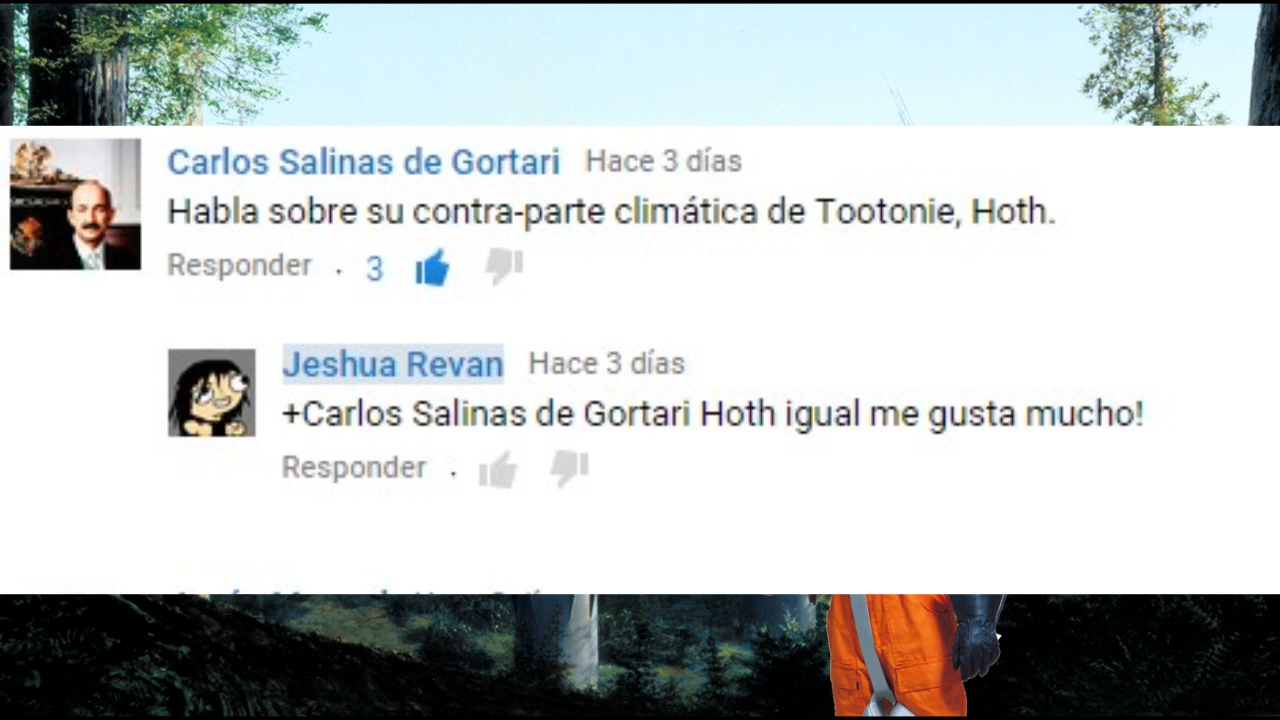 Carlos Salinas de Gortari Hace 3 días
Habla sobre su contra-parte climática de Tootonie, Hoth.
Responder · 3
Jeshua Revan Hace 3 días
+Carlos Salinas de Gortari Hoth igual me gusta mucho!
Responder ·